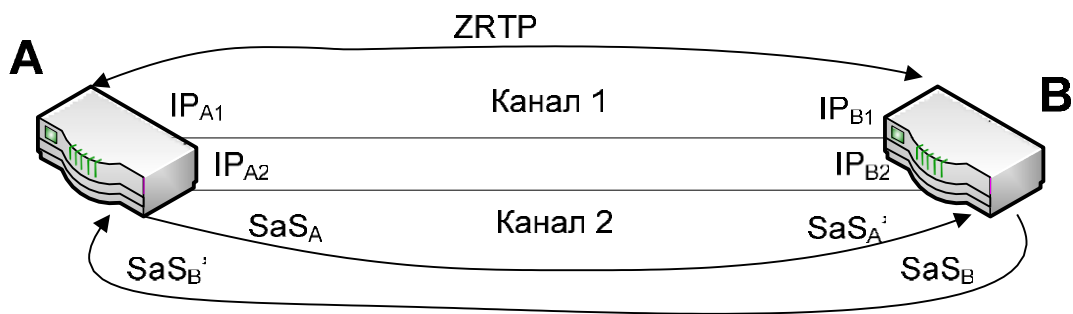 ZRTP
A
B
IPA1
Канал 1
IPB1
IPA2
IPB2
Канал 2
SaSA
SaSA'
SaSB'
SaSB